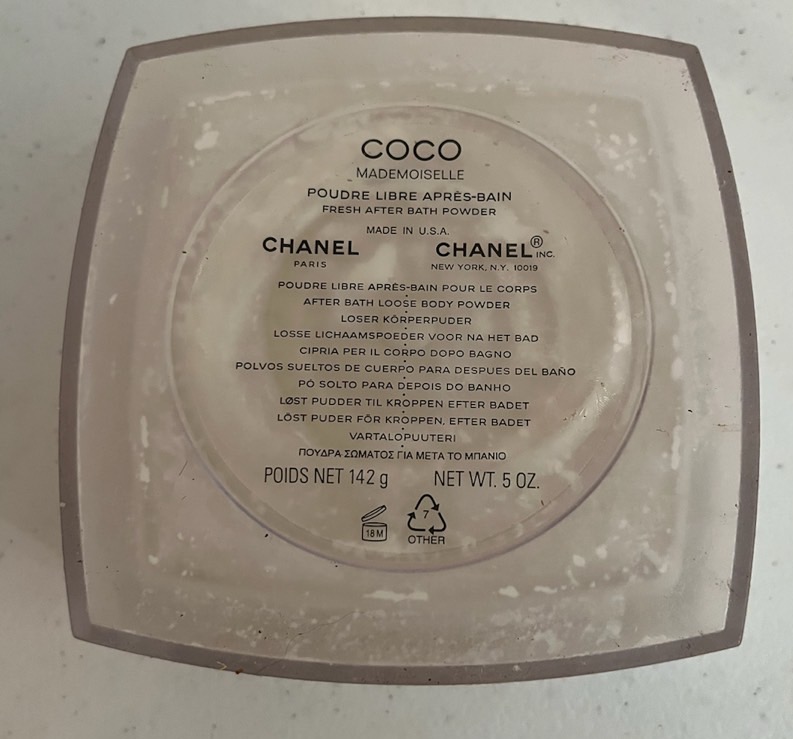 COCO
MADEMOISELLE
POUDRE LIBRE APRÈS-BAIN
FRESH AFTER BATH POWDER
MADE IN U.S.A.
CHANEL CHANEL® INC.
PARIS NEW YORK, N.Y. 10019
POUDRE LIBRE APRÈS-BAIN POUR LE CORPS
AFTER BATH LOOSE BODY POWDER
LOSER KÖRPERPUDER
LOSSE LICHAAMSPOEDER VOOR NA HET BAD
CIPRIA PER IL CORPO DOPO BAGNO
POLVOS SUELTOS DE CUERPO PARA DESPUES DEL BAÑO
PÓ SOLTO PARA DEPOIS DO BANHO
LØST PUDDER TIL KROPPEN EFTER BADET
LÖST PUDER FÖR KROPPEN, EFTER BADET
VARTALOPUUTERI
ΠΟΥΔΡΑ ΣΩΜΑΤΟΣ ΓΙΑ ΜΕΤΑ ΤΟ ΜΠΑΝΙΟ
POIDS NET 142 g NET WT. 5 OZ.
18 M 7
OTHER